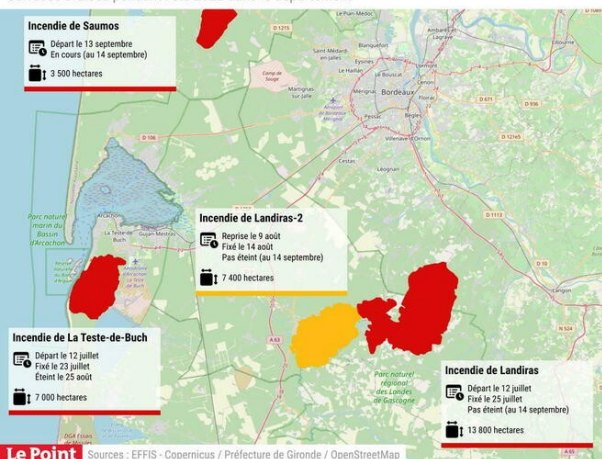 Incendie de Saumos
Départ le 13 septembre
En cours (au 14 septembre)
3 500 hectares
Le Pian-Médoc
Ambarès-et-
Lagrave
D 1215
Blanquefort
Saint-Médard-
en-Jalles
Eysines
Le Haillan
Le Bouscat
Lormont
Cenon
Camp de
Souge
Martignas-
sur-Jalle
Mérignac
Bordeaux
Floirac
Pessac
Talence
Bègles
D 936
D 671
Villenave-d'Ornon
Cestas
Léognan
D 106
D 1113
D 10
Langon
N 524
A 65
A 63
Parc naturel
marin du
Bassin
d'Arcachon
Arcachon
La Teste-de-
Buch
Gujan-Mestras
Incendie de Landiras-2
Reprise le 9 août
Fixé le 14 août
Pas éteint (au 14 septembre)
7 400 hectares
Incendie de La Teste-de-Buch
Départ le 12 juillet
Fixé le 23 juillet
Éteint le 25 août
7 000 hectares
Parc naturel
régional
des Landes
de Gascogne
Incendie de Landiras
Départ le 12 juillet
Fixé le 25 juillet
Pas éteint (au 14 septembre)
13 800 hectares
Le Point
Sources : EFFIS - Copernicus / Préfecture de Gironde / OpenStreetMap